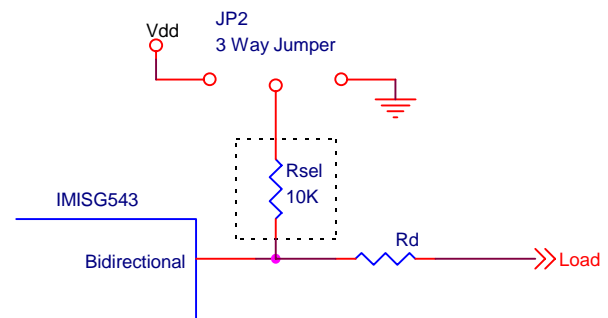 JP2
Vdd
3 Way Jumper
Rsel
10K
IMISG543
Rd
Bidirectional
Load